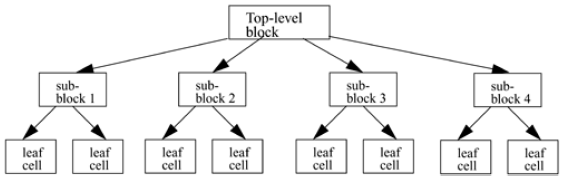 Top-level
block
sub-
block 1
sub-
block 2
sub-
block 3
sub-
block 4
leaf
cell
leaf
cell
leaf
cell
leaf
cell
leaf
cell
leaf
cell
leaf
cell
leaf
cell